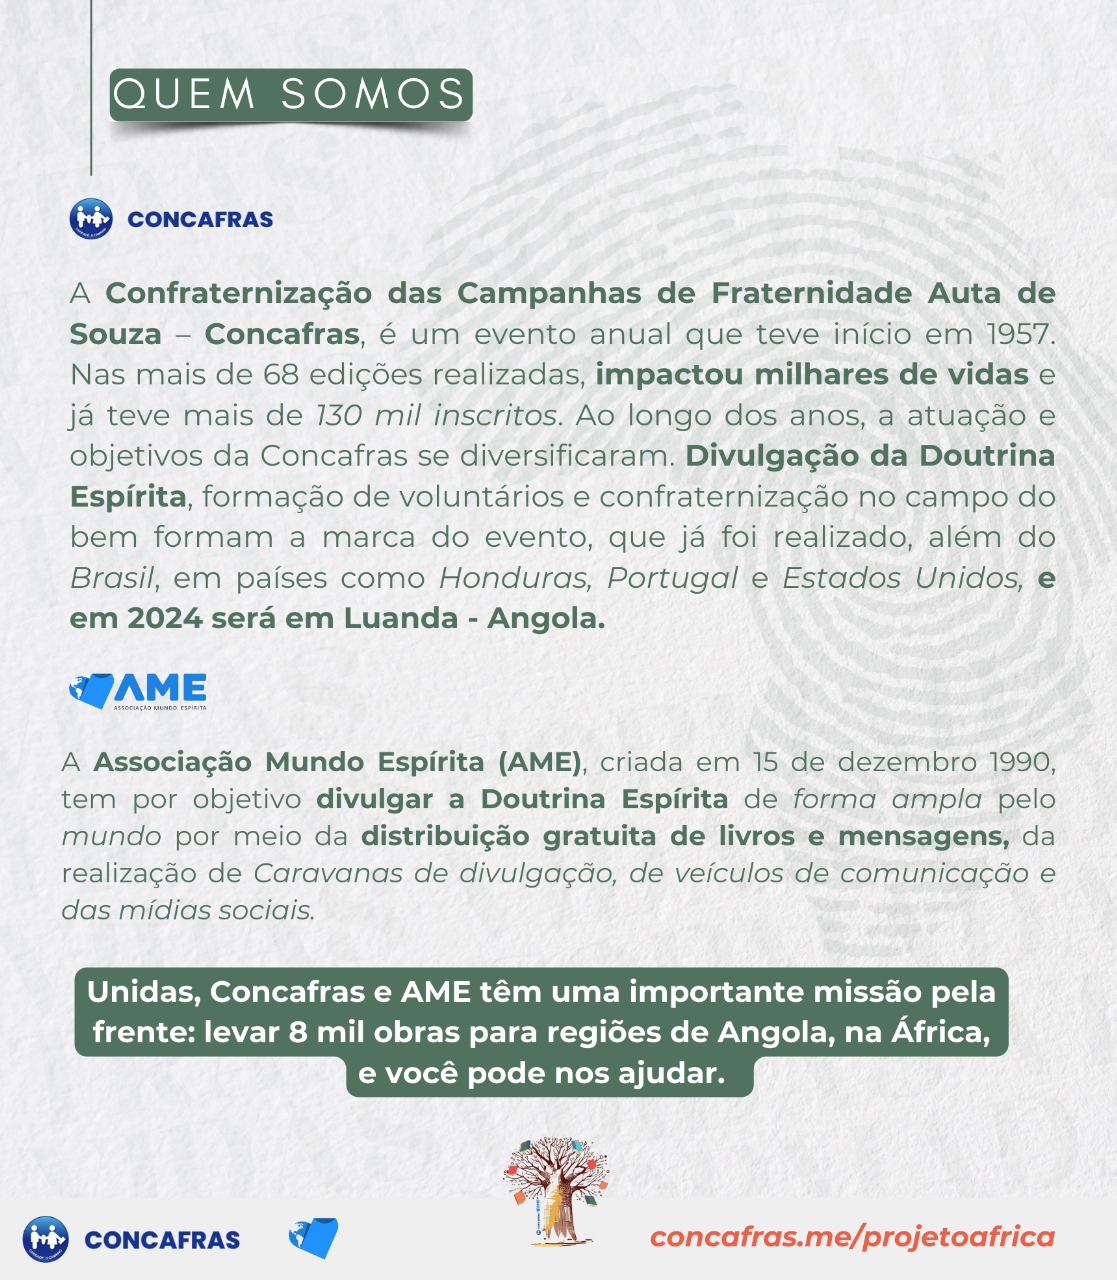 QUEM SOMOS
CONCAFRAS
A Confraternização das Campanhas de Fraternidade Auta de
Souza – Concafras, é um evento anual que teve início em 1957.
Nas mais de 68 edições realizadas, impactou milhares de vidas e
já teve mais de 130 mil inscritos. Ao longo dos anos, a atuação e
objetivos da Concafras se diversificaram. Divulgação da Doutrina
Espírita, formação de voluntários e confraternização no campo do
bem formam a marca do evento, que já foi realizado, além do
Brasil, em países como Honduras, Portugal e Estados Unidos, e
em 2024 será em Luanda - Angola.
AME
ASSOCIAÇÃO MUNDO ESPÍRITA
A Associação Mundo Espírita (AME), criada em 15 de dezembro 1990,
tem por objetivo divulgar a Doutrina Espírita de forma ampla pelo
mundo por meio da distribuição gratuita de livros e mensagens, da
realização de Caravanas de divulgação, de veículos de comunicação e
das mídias sociais.
Unidas, Concafras e AME têm uma importante missão pela
frente: levar 8 mil obras para regiões de Angola, na África,
e você pode nos ajudar.
CONCAFRAS
concafras.me/projetoafrica